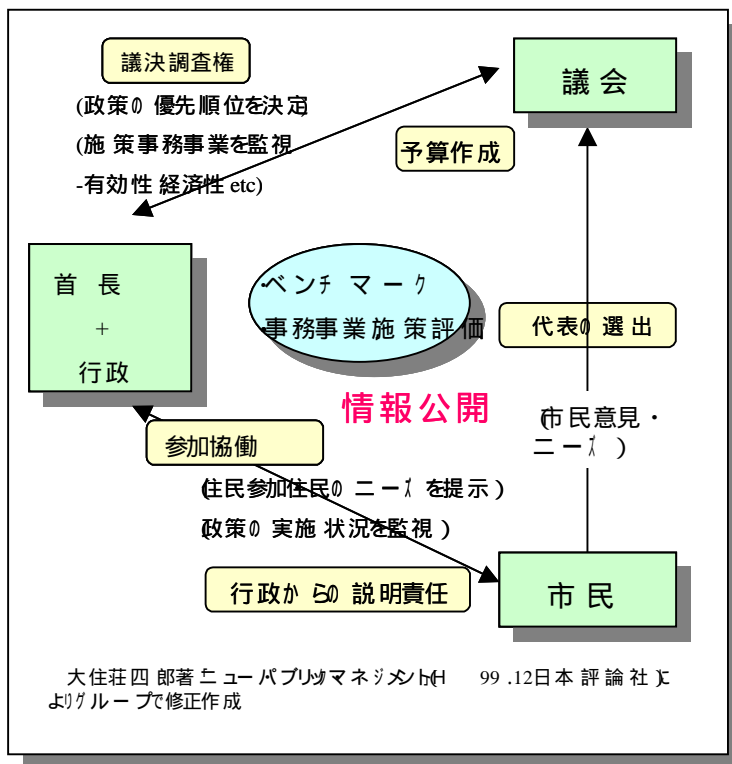 議決調査権
(政策の優先順位を決定)
(施策事務事業を監視
-有効性経済性 etc)
議会
予算作成
首長
+
行政
・ベンチマーク
・事務事業施策評価
代表の選出
情報公開
(市民意見・
ニーズ)
参加協働
(住民参加住民のニーズを提示)
(政策の実施状況を監視)
行政からの説明責任
市民
大住荘四郎著ニューパブリックマネジメント(H 99.12日本評論社)に
よりグループで修正作成